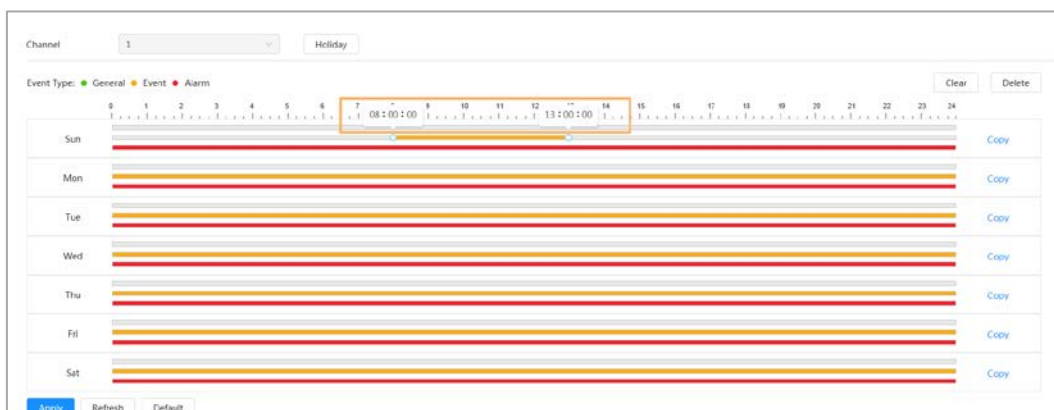 Channel 1 Holiday
Event Type: General Event Alarm Clear Delete
0 1 2 3 4 5 6 7 9 10 11 12 14 15 16 17 18 19 20 21 22 23 24
08:00:00 13:00:00
Sun Copy
Mon Copy
Tue Copy
Wed Copy
Thu Copy
Fri Copy
Sat Copy
Apply Refresh Default